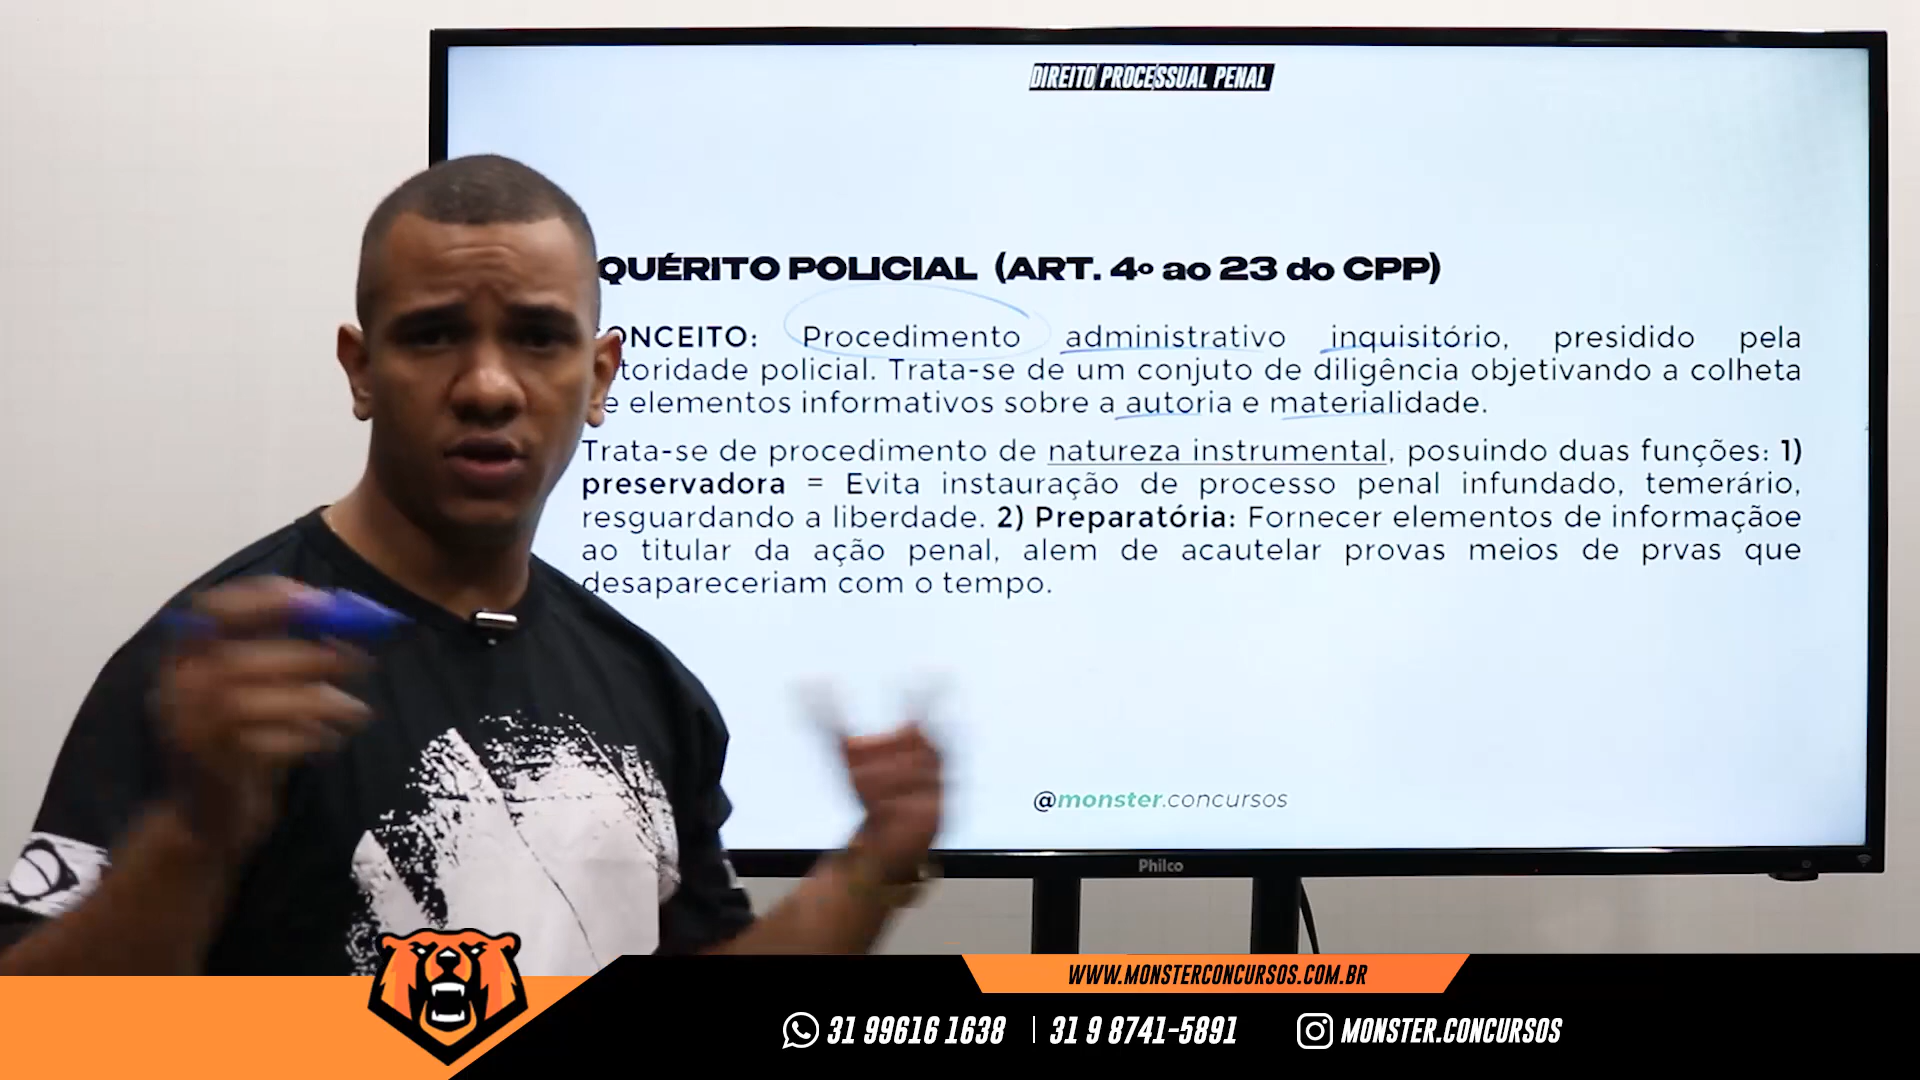 DIREITO PROCESSUAL PENAL
QUÉRITO POLICIAL (ART. 4º ao 23 do CPP)
ONCEITO: Procedimento administrativo inquisitório, presidido pela
toridade policial. Trata-se de um conjuto de diligência objetivando a colheta
e elementos informativos sobre a autoria e materialidade.
Trata-se de procedimento de natureza instrumental, posuindo duas funções: 1)
preservadora = Evita instauração de processo penal infundado, temerário,
resguardando a liberdade. 2) Preparatória: Fornecer elementos de informaçãoe
ao titular da ação penal, alem de acautelar provas meios de prvas que
desapareceriam com o tempo.
@monster.concursos
Philco
WWW.MONSTERCONCURSOS.COM.BR
31 99616 1638 | 31 9 8741-5891 MONSTER.CONCURSOS